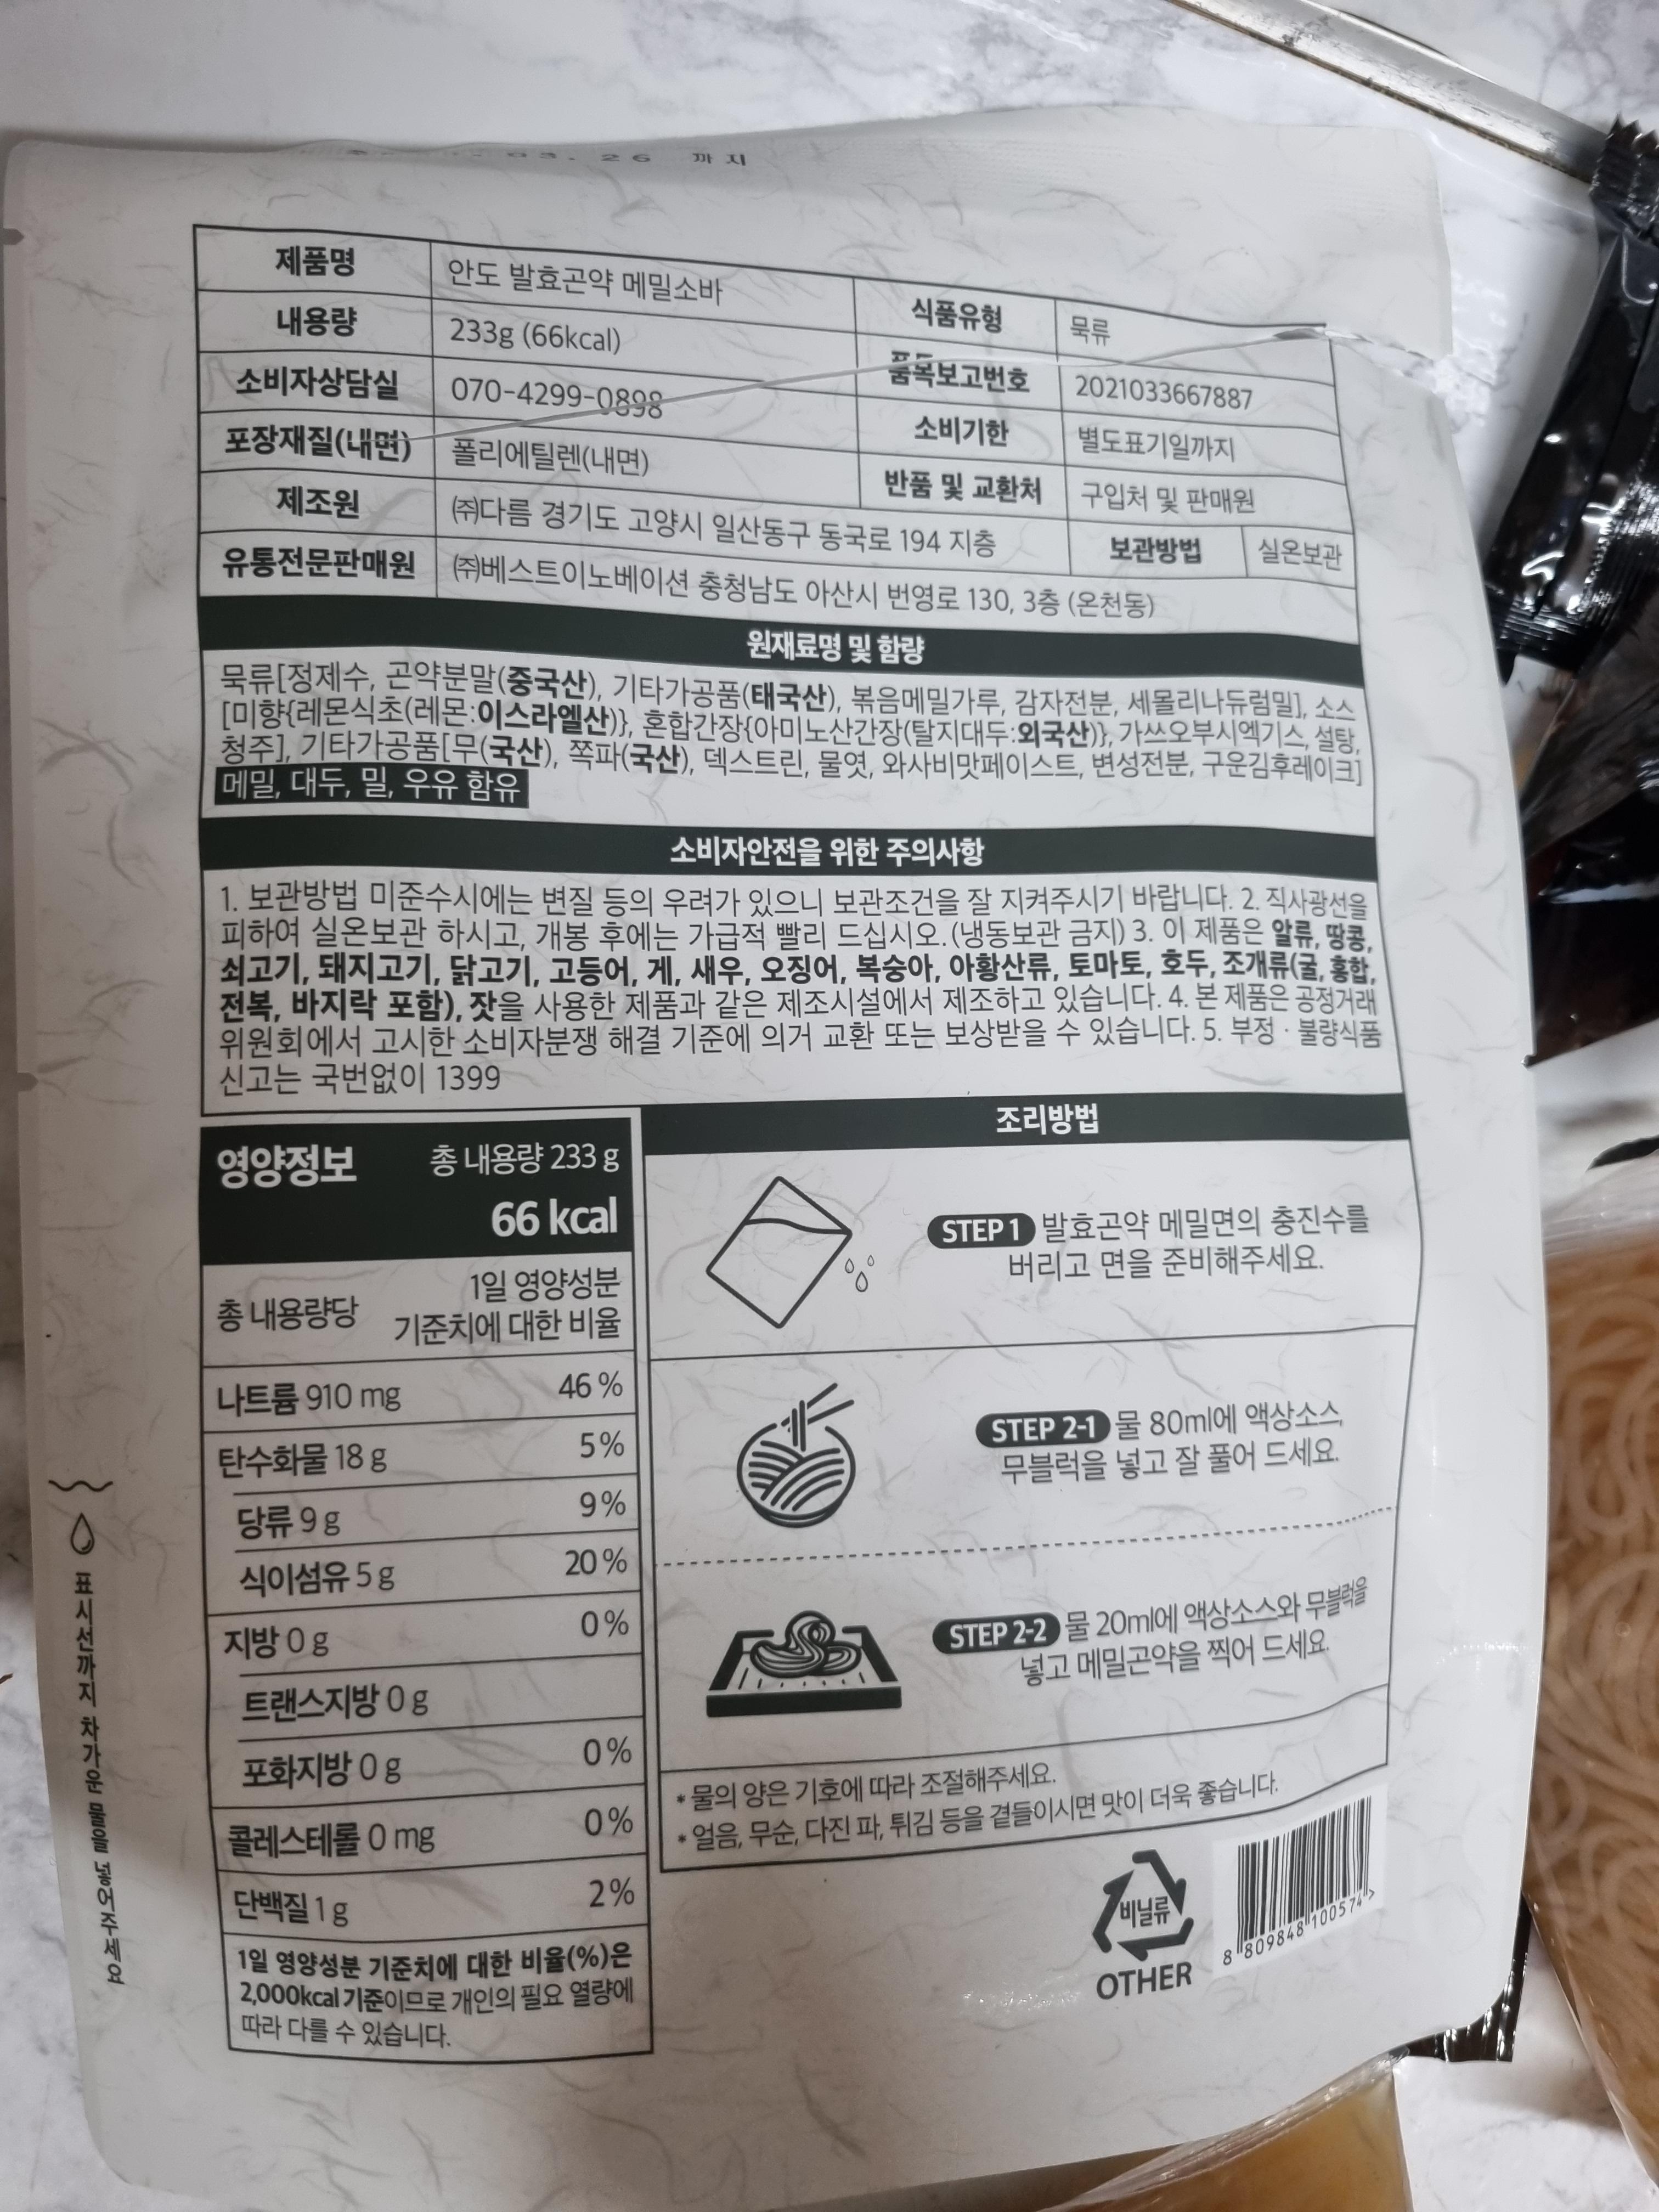 03. 26 까지
제품명 안도 발효곤약 메밀소바 식품유형 묵류
내용량 233g (66kcal) 품목보고번호 2021033667887
소비자상담실 070-4299-0898 소비기한 별도표기일까지
포장재질(내면) 폴리에틸렌(내면) 반품 및 교환처 구입처 및 판매원
제조원 ㈜다름 경기도 고양시 일산동구 동국로 194 지층 보관방법 실온보관
유통전문판매원 ㈜베스트이노베이션 충청남도 아산시 번영로 130, 3층 (온천동)
원재료명 및 함량
묵류[정제수, 곤약분말(중국산), 기타가공품(태국산), 볶음메밀가루, 감자전분, 세몰리나듀럼밀], 소스
[미향{레몬식초(레몬:이스라엘산)}, 혼합간장{아미노산간장(탈지대두:외국산)}, 가쓰오부시엑기스, 설탕,
청주], 기타가공품[무(국산), 쪽파(국산), 덱스트린, 물엿, 와사비맛페이스트, 변성전분, 구운김후레이크]
메밀, 대두, 밀, 우유 함유
소비자안전을 위한 주의사항
1. 보관방법 미준수시에는 변질 등의 우려가 있으니 보관조건을 잘 지켜주시기 바랍니다. 2. 직사광선을
피하여 실온보관 하시고, 개봉 후에는 가급적 빨리 드십시오. (냉동보관 금지) 3. 이 제품은 알류, 땅콩,
쇠고기, 돼지고기, 닭고기, 고등어, 게, 새우, 오징어, 복숭아, 아황산류, 토마토, 호두, 조개류(굴, 홍합,
전복, 바지락 포함), 잣을 사용한 제품과 같은 제조시설에서 제조하고 있습니다. 4. 본 제품은 공정거래
위원회에서 고시한 소비자분쟁 해결 기준에 의거 교환 또는 보상받을 수 있습니다. 5. 부정 · 불량식품
신고는 국번없이 1399
영양정보 총 내용량 233 g
66 kcal
총 내용량당 1일 영양성분
기준치에 대한 비율
나트륨 910 mg 46 %
탄수화물 18 g 5 %
당류 9 g 9 %
식이섬유 5 g 20 %
지방 0 g 0 %
트랜스지방 0 g
포화지방 0 g 0 %
콜레스테롤 0 mg 0 %
단백질 1 g 2 %
1일 영양성분 기준치에 대한 비율(%)은
2,000kcal 기준이므로 개인의 필요 열량에
따라 다를 수 있습니다.
조리방법
STEP 1 발효곤약 메밀면의 충진수를
버리고 면을 준비해주세요.
STEP 2-1 물 80ml에 액상소스,
무블럭을 넣고 잘 풀어 드세요.
STEP 2-2 물 20ml에 액상소스와 무블럭을
넣고 메밀곤약을 찍어 드세요.
* 물의 양은 기호에 따라 조절해주세요.
* 얼음, 무순, 다진 파, 튀김 등을 곁들이시면 맛이 더욱 좋습니다.
비닐류
OTHER
8 809848 100574
표시선까지 차가운 물을 넣어주세요